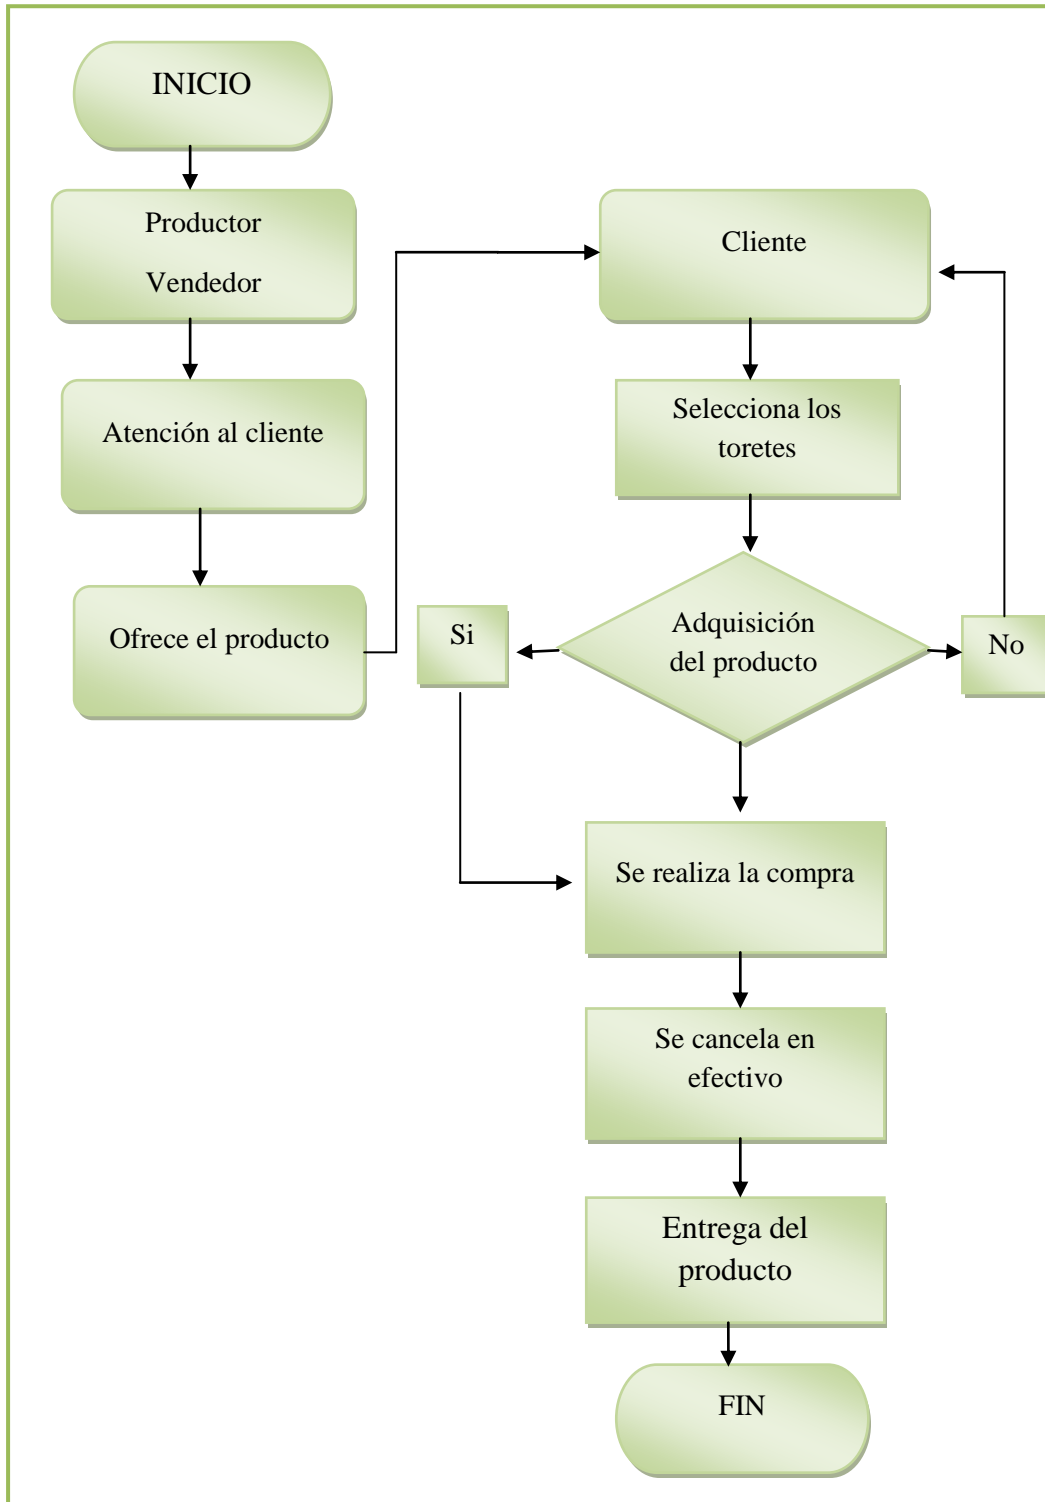 INICIO
Productor
Vendedor
Atención al cliente
Ofrece el producto
Cliente
Selecciona los
toretes
Adquisición
del producto
Si
No
Se realiza la compra
Se cancela en
efectivo
Entrega del
producto
FIN